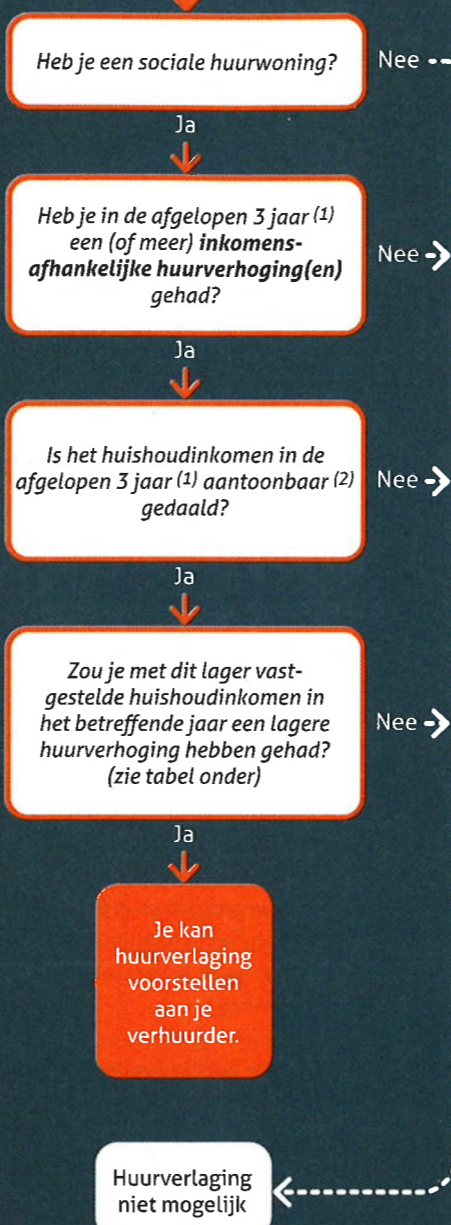 Heb je een sociale huurwoning?
Nee
Ja
Heb je in de afgelopen 3 jaar (1)
een (of meer) inkomens-
afhankelijke huurverhoging(en)
gehad?
Nee
Ja
Is het huishoudinkomen in de
afgelopen 3 jaar (1) aantoonbaar (2)
gedaald?
Nee
Ja
Zou je met dit lager vast-
gestelde huishoudinkomen in
het betreffende jaar een lagere
huurverhoging hebben gehad?
(zie tabel onder)
Nee
Ja
Je kan
huurverlaging
voorstellen
aan je
verhuurder.
Huurverlaging
niet mogelijk